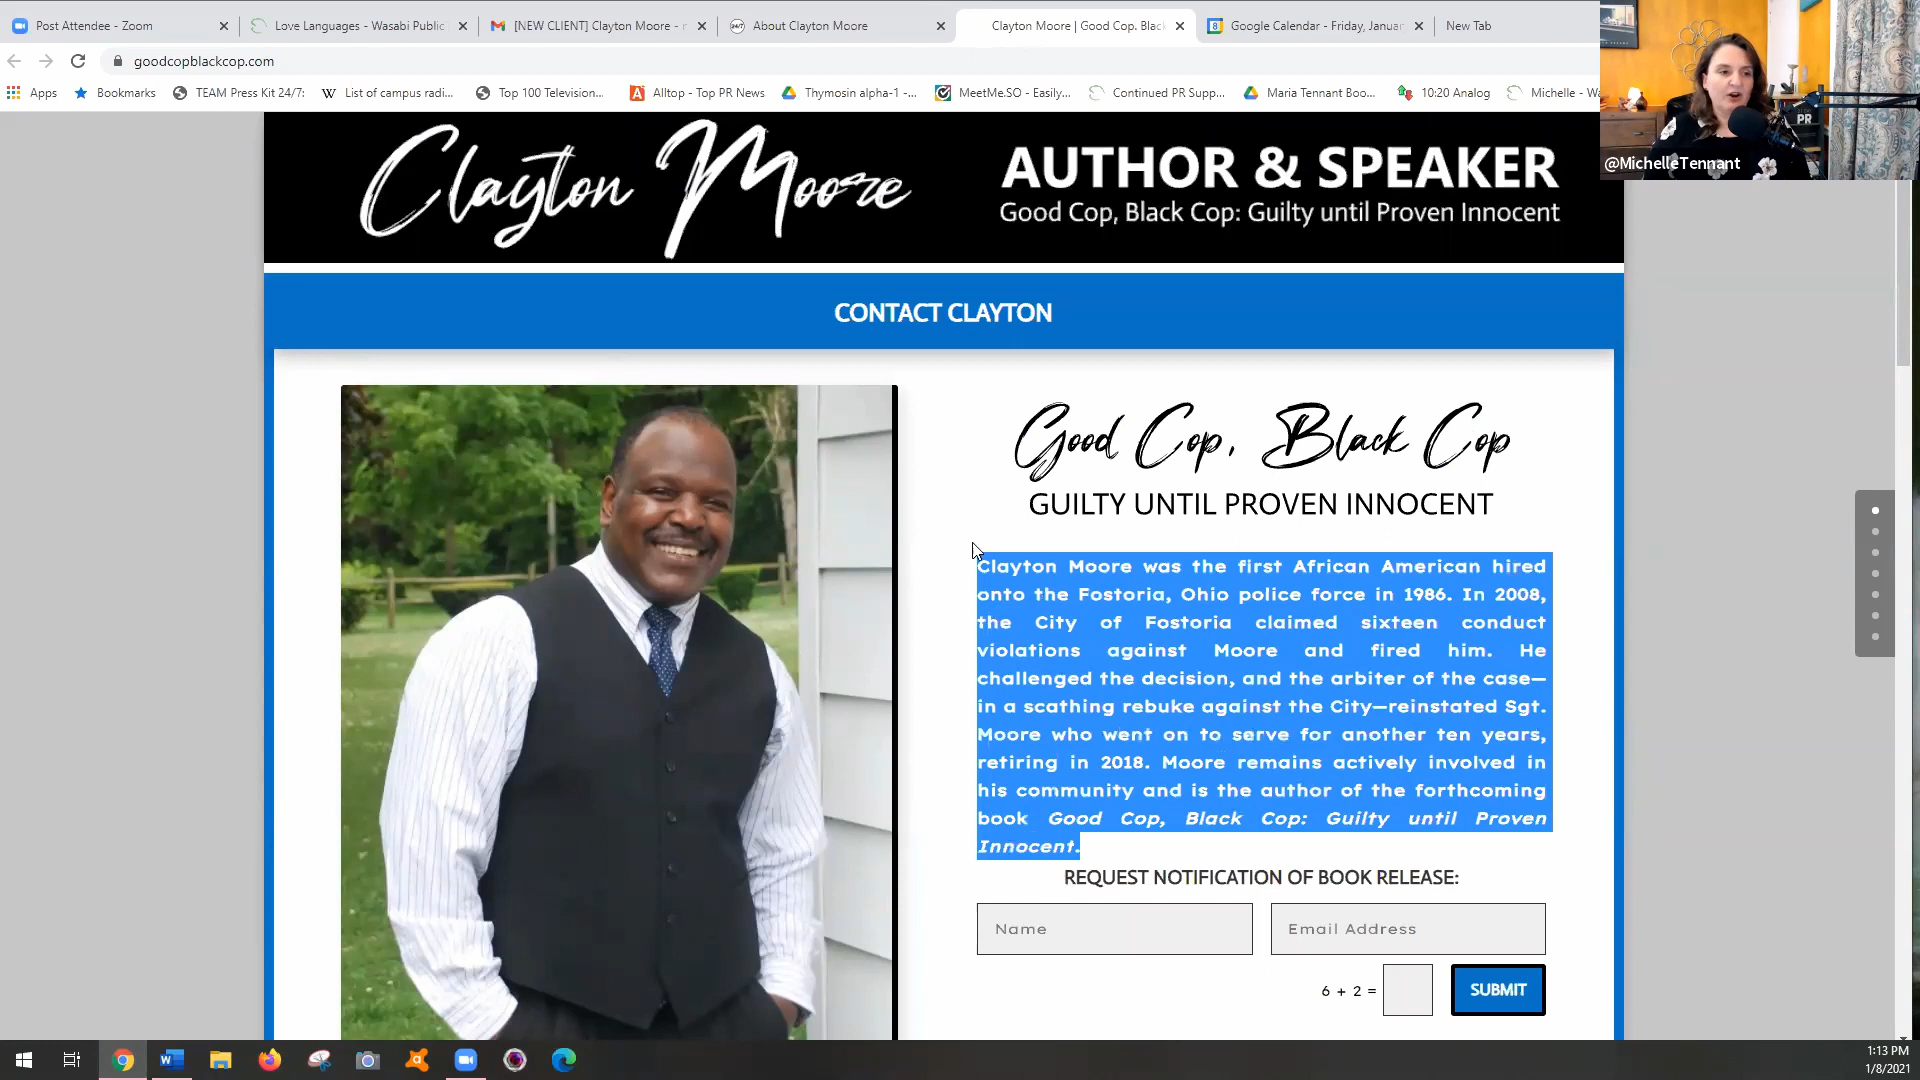 Post Attendee - Zoom
Love Languages - Wasabi Public
[NEW CLIENT] Clayton Moore -
About Clayton Moore
Clayton Moore | Good Cop, Black
Google Calendar - Friday, Januar
New Tab
goodcopblackcop.com
Apps
Bookmarks
TEAM Press Kit 24/7:
List of campus radi...
Top 100 Television...
Alltop - Top PR News
Thymosin alpha-1 -...
MeetMe.SO - Easily...
Continued PR Supp...
Maria Tennant Boo...
10:20 Analog
Michelle - Wa
PR
@MichelleTennant
Clayton Moore
AUTHOR & SPEAKER
Good Cop, Black Cop: Guilty until Proven Innocent
CONTACT CLAYTON
Good Cop, Black Cop
GUILTY UNTIL PROVEN INNOCENT
Clayton Moore was the first African American hired
onto the Fostoria, Ohio police force in 1986. In 2008,
the City of Fostoria claimed sixteen conduct
violations against Moore and fired him. He
challenged the decision, and the arbiter of the case—
in a scathing rebuke against the City—reinstated Sgt.
Moore who went on to serve for another ten years,
retiring in 2018. Moore remains actively involved in
his community and is the author of the forthcoming
book Good Cop, Black Cop: Guilty until Proven
Innocent.
REQUEST NOTIFICATION OF BOOK RELEASE:
Name
Email Address
6 + 2 =
SUBMIT
1:13 PM
1/8/2021